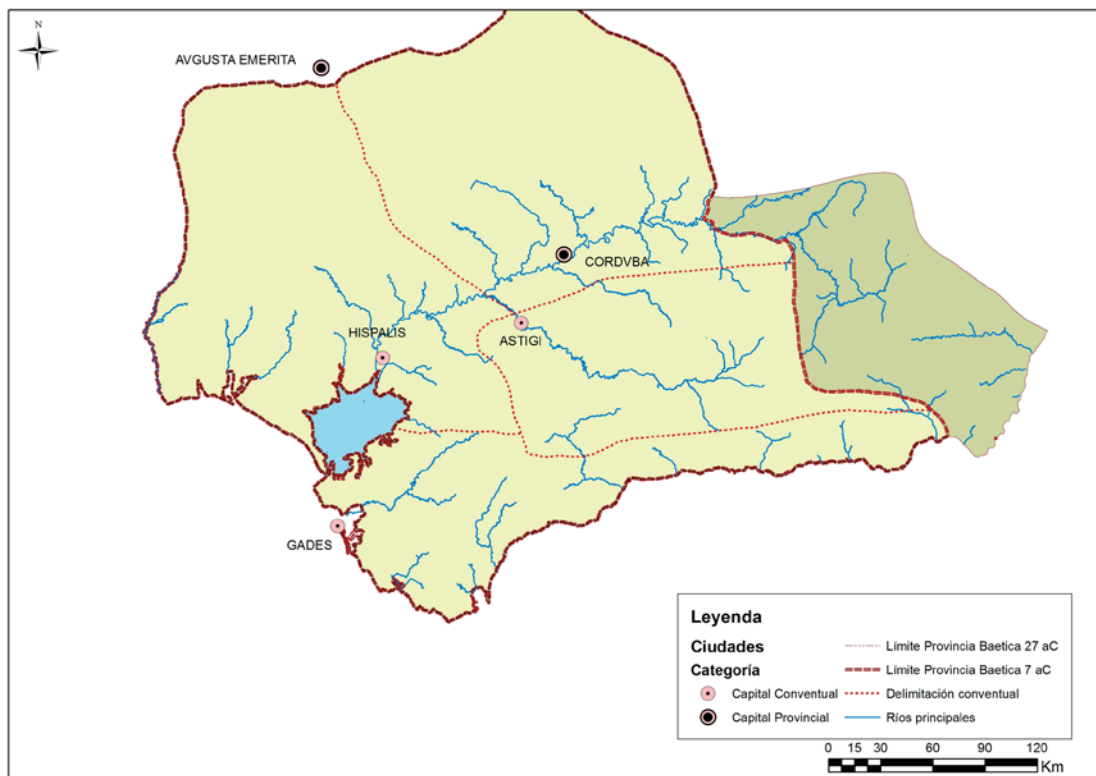 N
AVGUSTA EMERITA
CORDVBA
HISPALIS
ASTIGI
GADES
Leyenda
Ciudades
Categoría
Capital Conventual
Capital Provincial
Límite Provincia Baetica 27 aC
Límite Provincia Baetica 7 aC
Delimitación conventual
Ríos principales
0 15 30 60 90 120
Km